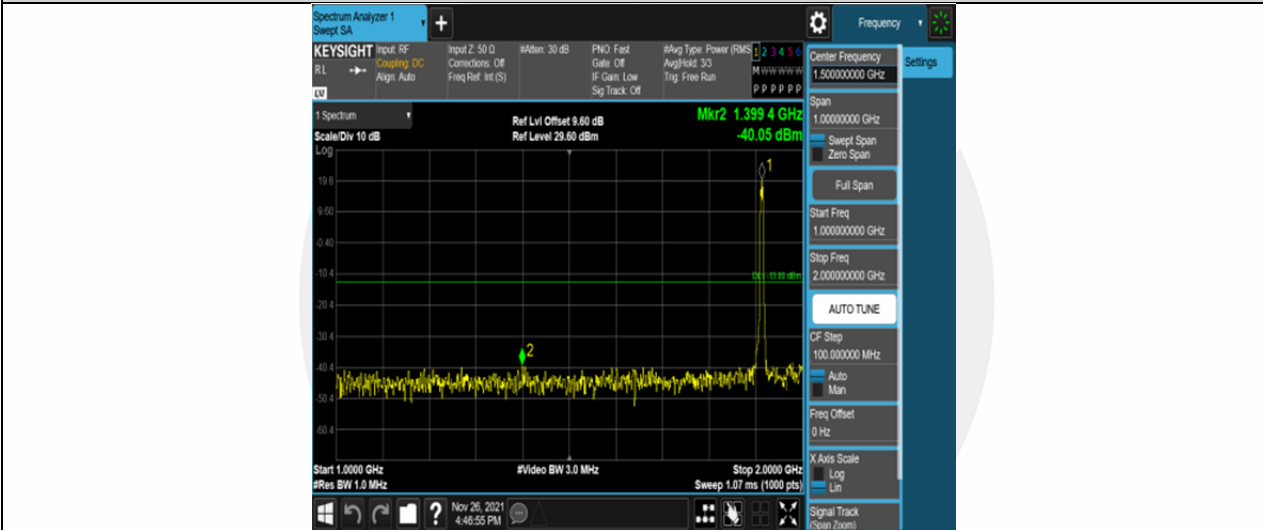 Spectrum Analyzer 1
Swept SA
+
Frequency
KEYSIGHT
RL
LV
Input: RF
Coupling: DC
Align: Auto
Input Z: 50 Ω
Corrections: Off
Freq Ref: Int (S)
#Atten: 30 dB
PNO: Fast
Gate: Off
IF Gain: Low
Sig Track: Off
#Avg Type: Power (RMS
Avg|Hold: 3/3
Trig: Free Run
1 2 3 4 5 6
M W W W W W
P P P P P P
1 Spectrum
Scale/Div 10 dB
Log
Ref Lvl Offset 9.60 dB
Ref Level 29.60 dBm
Mkr2 1.399 4 GHz
-40.05 dBm
1
19.6
9.60
-0.40
-10.4
DL1 -13.00 dBm
-20.4
-30.4
2
-40.4
-50.4
-60.4
Start 1.0000 GHz
#Res BW 1.0 MHz
#Video BW 3.0 MHz
Stop 2.0000 GHz
Sweep 1.07 ms (1000 pts)
?
Nov 26, 2021
4:46:55 PM
Center Frequency
1.500000000 GHz
Settings
Span
1.00000000 GHz
Swept Span
Zero Span
Full Span
Start Freq
1.000000000 GHz
Stop Freq
2.000000000 GHz
AUTO TUNE
CF Step
100.000000 MHz
Auto
Man
Freq Offset
0 Hz
X Axis Scale
Log
Lin
Signal Track
(Span Zoom)